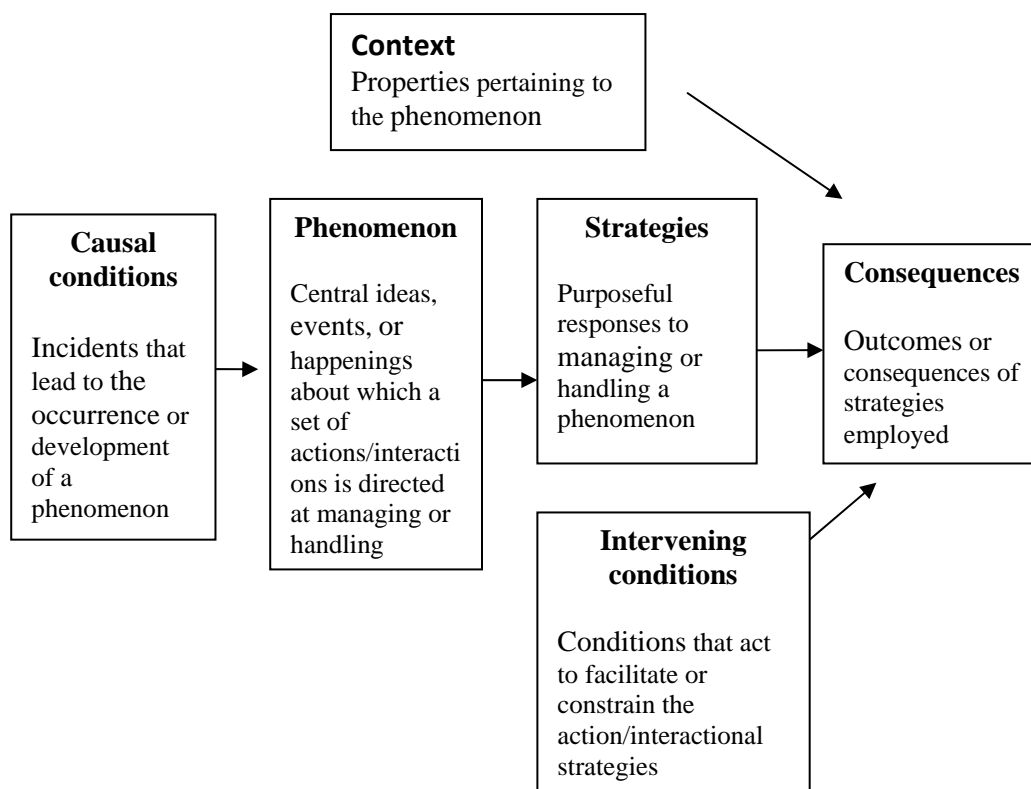 Context
Properties pertaining to
the phenomenon
Causal
conditions
Incidents that
lead to the
occurrence or
development
of a
phenomenon
Phenomenon
Central ideas,
events, or
happenings
about which a
set of
actions/interacti
ons is directed
at managing or
handling
Strategies
Purposeful
responses to
managing or
handling a
phenomenon
Consequences
Outcomes or
consequences of
strategies
employed
Intervening
conditions
Conditions that act
to facilitate or
constrain the
action/interactional
strategies